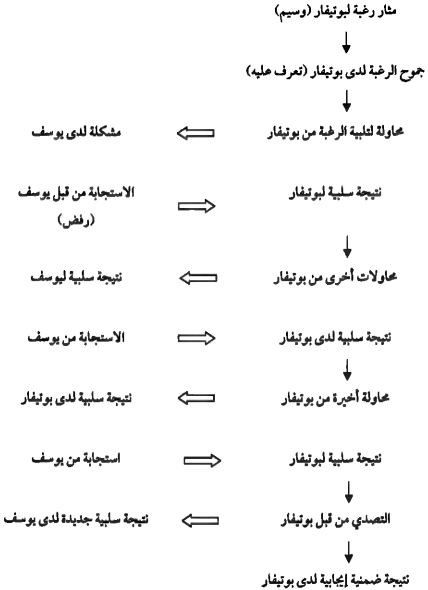 مثار رغبة لبوتيفار (وسيم)
جموح الرغبة لدى بوتيفار (تعرف عليه)
محاولة لتلبية الرغبة من بوتيفار
مشكلة لدى يوسف
نتيجة سلبية لبوتيفار
الاستجابة من قبل يوسف
(رفض)
محاولات أخرى من بوتيفار
نتيجة سلبية ليوسف
نتيجة سلبية لدى بوتيفار
الاستجابة من يوسف
محاولة أخيرة من بوتيفار
نتيجة سلبية لدى بوتيفار
نتيجة سلبية لبوتيفار
استجابة من يوسف
التصدي من قبل بوتيفار
نتيجة سلبية جديدة لدى يوسف
نتيجة ضمنية إيجابية لدى بوتيفار